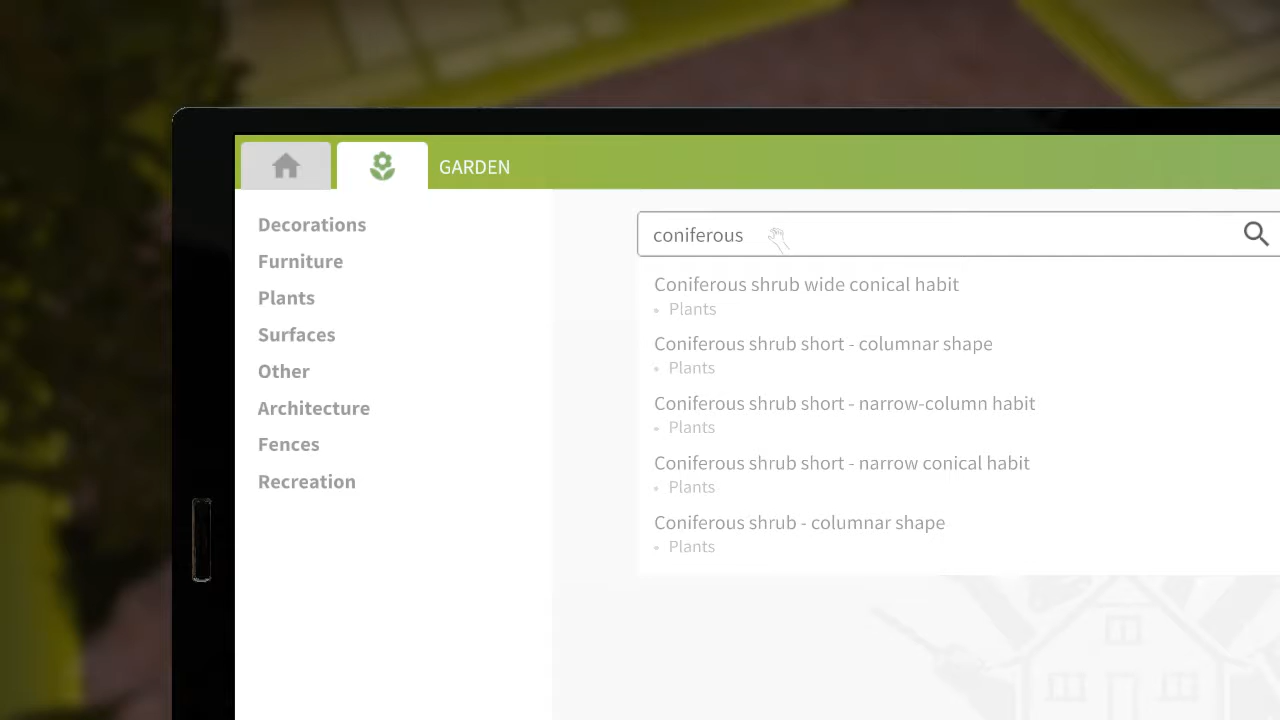 GARDEN
Decorations
Furniture
Plants
Surfaces
Other
Architecture
Fences
Recreation
coniferous
Coniferous shrub wide conical habit
• Plants
Coniferous shrub short - columnar shape
• Plants
Coniferous shrub short - narrow-column habit
• Plants
Coniferous shrub short - narrow conical habit
• Plants
Coniferous shrub - columnar shape
• Plants